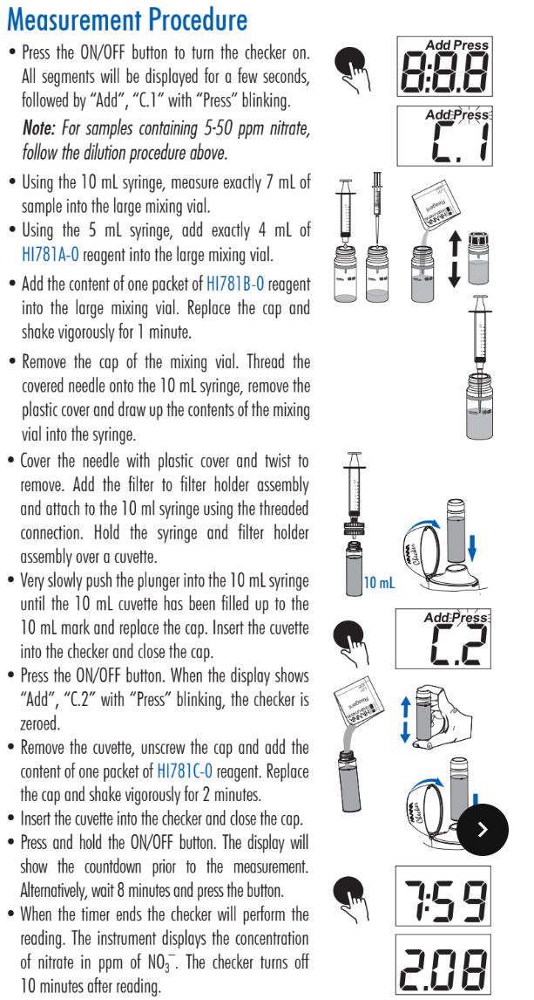 Measurement Procedure
• Press the ON/OFF button to turn the checker on.
All segments will be displayed for a few seconds,
followed by “Add”, “C.1” with “Press” blinking.
Note: For samples containing 5-50 ppm nitrate,
follow the dilution procedure above.
• Using the 10 mL syringe, measure exactly 7 mL of
sample into the large mixing vial.
• Using the 5 mL syringe, add exactly 4 mL of
HI781A-0 reagent into the large mixing vial.
• Add the content of one packet of HI781B-0 reagent
into the large mixing vial. Replace the cap and
shake vigorously for 1 minute.
• Remove the cap of the mixing vial. Thread the
covered needle onto the 10 mL syringe, remove the
plastic cover and draw up the contents of the mixing
vial into the syringe.
• Cover the needle with plastic cover and twist to
remove. Add the filter to filter holder assembly
and attach to the 10 ml syringe using the threaded
connection. Hold the syringe and filter holder
assembly over a cuvette.
• Very slowly push the plunger into the 10 mL syringe
until the 10 mL cuvette has been filled up to the
10 mL mark and replace the cap. Insert the cuvette
into the checker and close the cap.
• Press the ON/OFF button. When the display shows
“Add”, “C.2” with “Press” blinking, the checker is
zeroed.
• Remove the cuvette, unscrew the cap and add the
content of one packet of HI781C-0 reagent. Replace
the cap and shake vigorously for 2 minutes.
• Insert the cuvette into the checker and close the cap.
• Press and hold the ON/OFF button. The display will
show the countdown prior to the measurement.
Alternatively, wait 8 minutes and press the button.
• When the timer ends the checker will perform the
reading. The instrument displays the concentration
of nitrate in ppm of NO₃⁻. The checker turns off
10 minutes after reading.
Add Press
8:8.8
Add Press
C.1
Reagent
HANNA
10 mL
HANNA
Checker
Add Press
C.2
Reagent
HANNA
HANNA
Checker
7:59
2.08